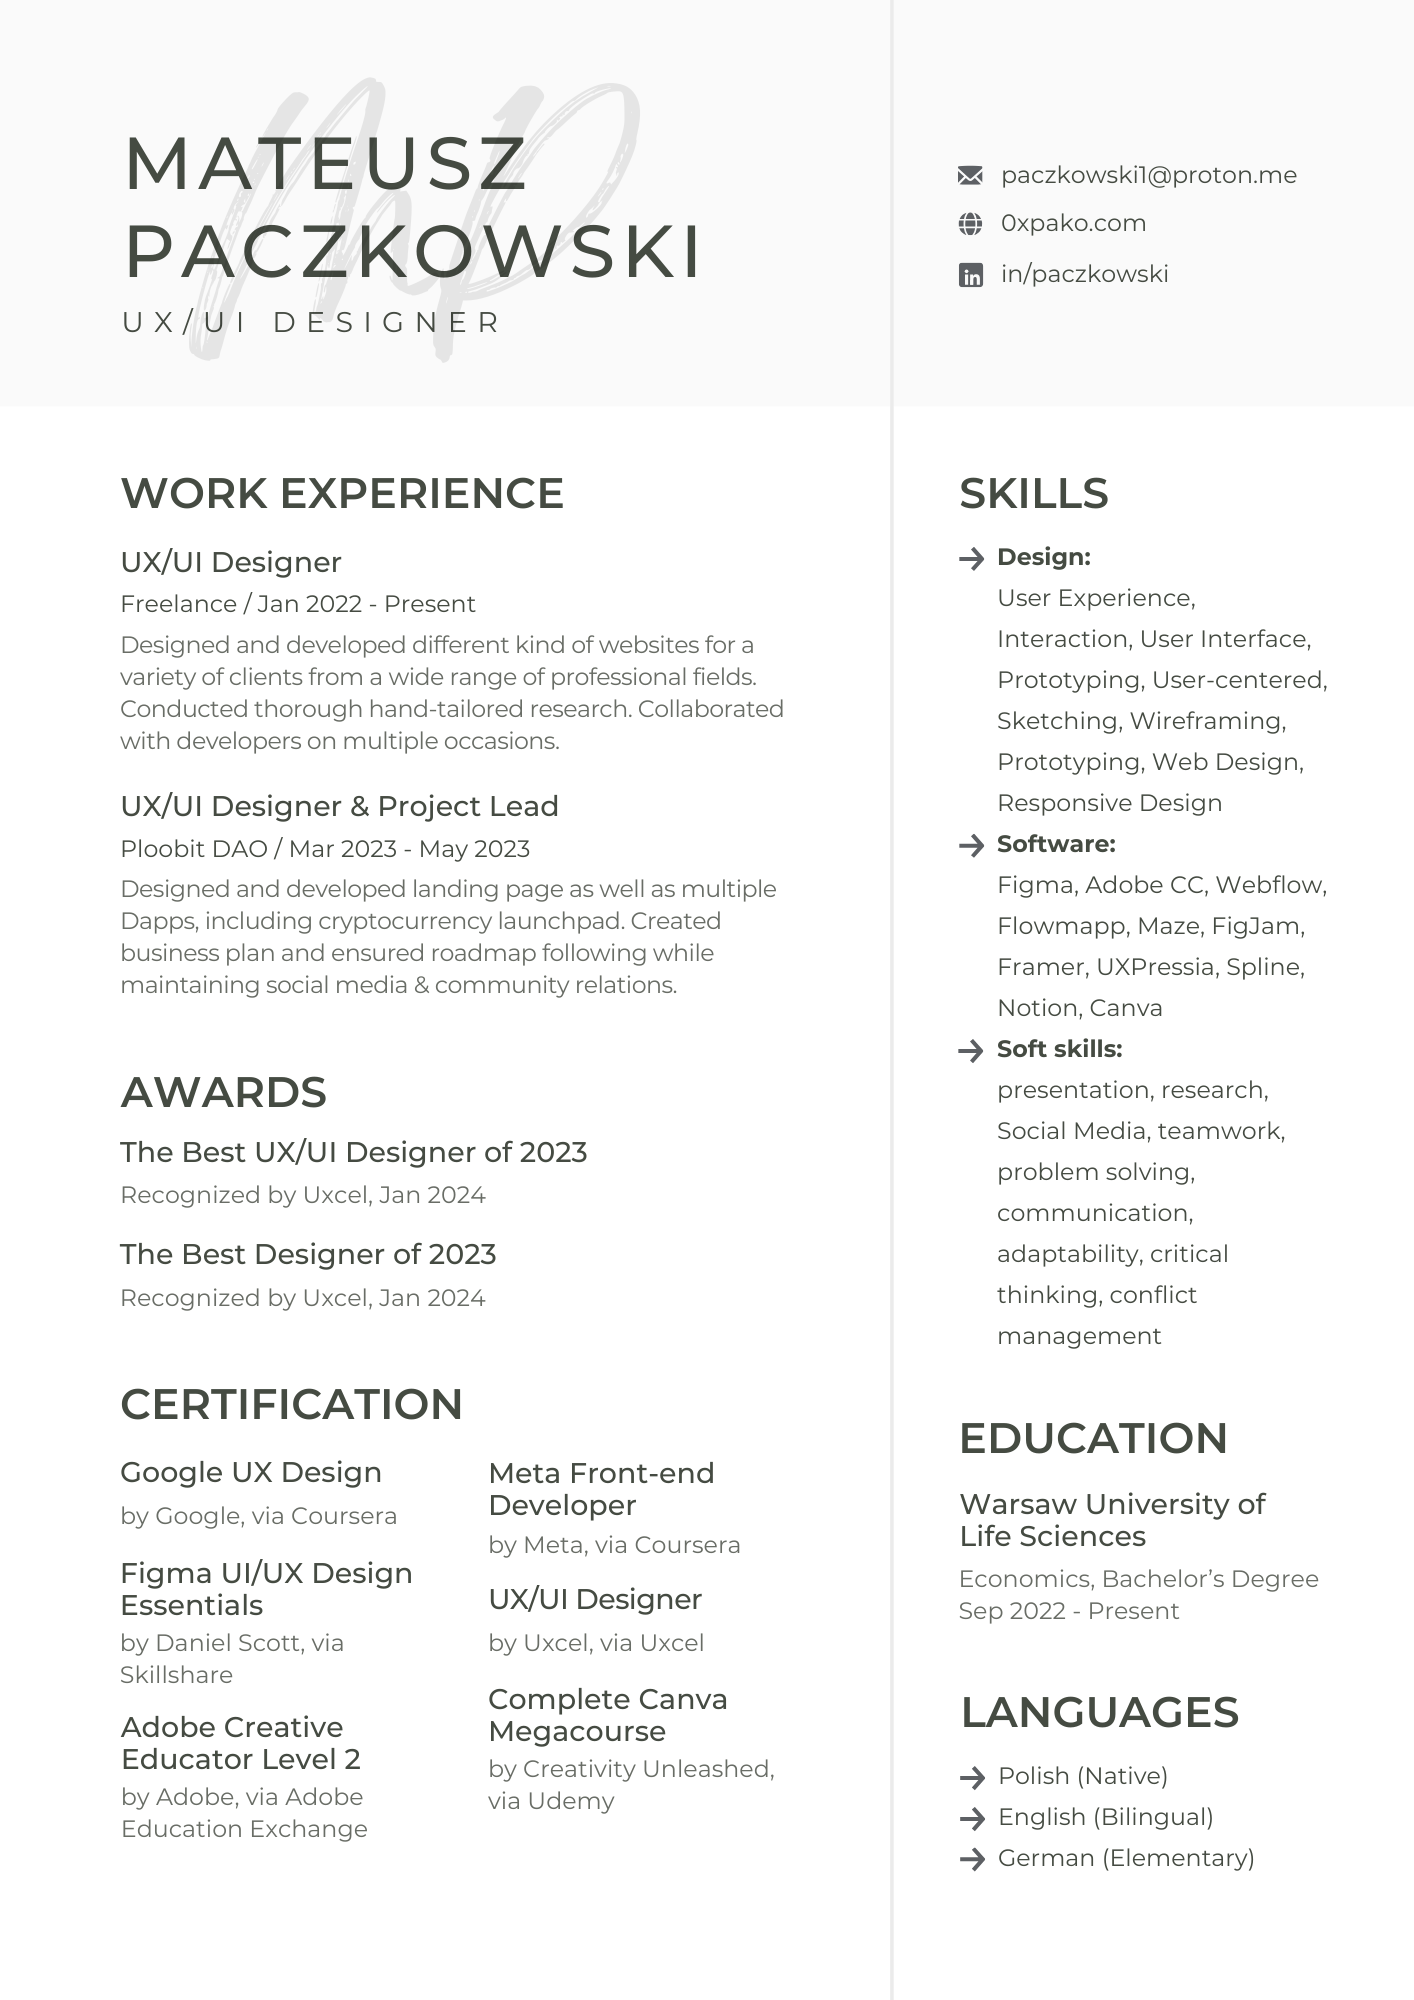 MATEUSZ
PACZKOWSKI
UX/UI DESIGNER
paczkowski1@proton.me
0xpako.com
in/paczkowski
WORK EXPERIENCE
UX/UI Designer
Freelance / Jan 2022 - Present
Designed and developed different kind of websites for a
variety of clients from a wide range of professional fields.
Conducted thorough hand-tailored research. Collaborated
with developers on multiple occasions.
UX/UI Designer & Project Lead
Ploobit DAO / Mar 2023 - May 2023
Designed and developed landing page as well as multiple
Dapps, including cryptocurrency launchpad. Created
business plan and ensured roadmap following while
maintaining social media & community relations.
AWARDS
The Best UX/UI Designer of 2023
Recognized by Uxcel, Jan 2024
The Best Designer of 2023
Recognized by Uxcel, Jan 2024
CERTIFICATION
Google UX Design
by Google, via Coursera
Figma UI/UX Design
Essentials
by Daniel Scott, via
Skillshare
Adobe Creative
Educator Level 2
by Adobe, via Adobe
Education Exchange
Meta Front-end
Developer
by Meta, via Coursera
UX/UI Designer
by Uxcel, via Uxcel
Complete Canva
Megacourse
by Creativity Unleashed,
via Udemy
SKILLS
Design:
User Experience,
Interaction, User Interface,
Prototyping, User-centered,
Sketching, Wireframing,
Prototyping, Web Design,
Responsive Design
Software:
Figma, Adobe CC, Webflow,
Flowmapp, Maze, FigJam,
Framer, UXPressia, Spline,
Notion, Canva
Soft skills:
presentation, research,
Social Media, teamwork,
problem solving,
communication,
adaptability, critical
thinking, conflict
management
EDUCATION
Warsaw University of
Life Sciences
Economics, Bachelor’s Degree
Sep 2022 - Present
LANGUAGES
Polish (Native)
English (Bilingual)
German (Elementary)
MP